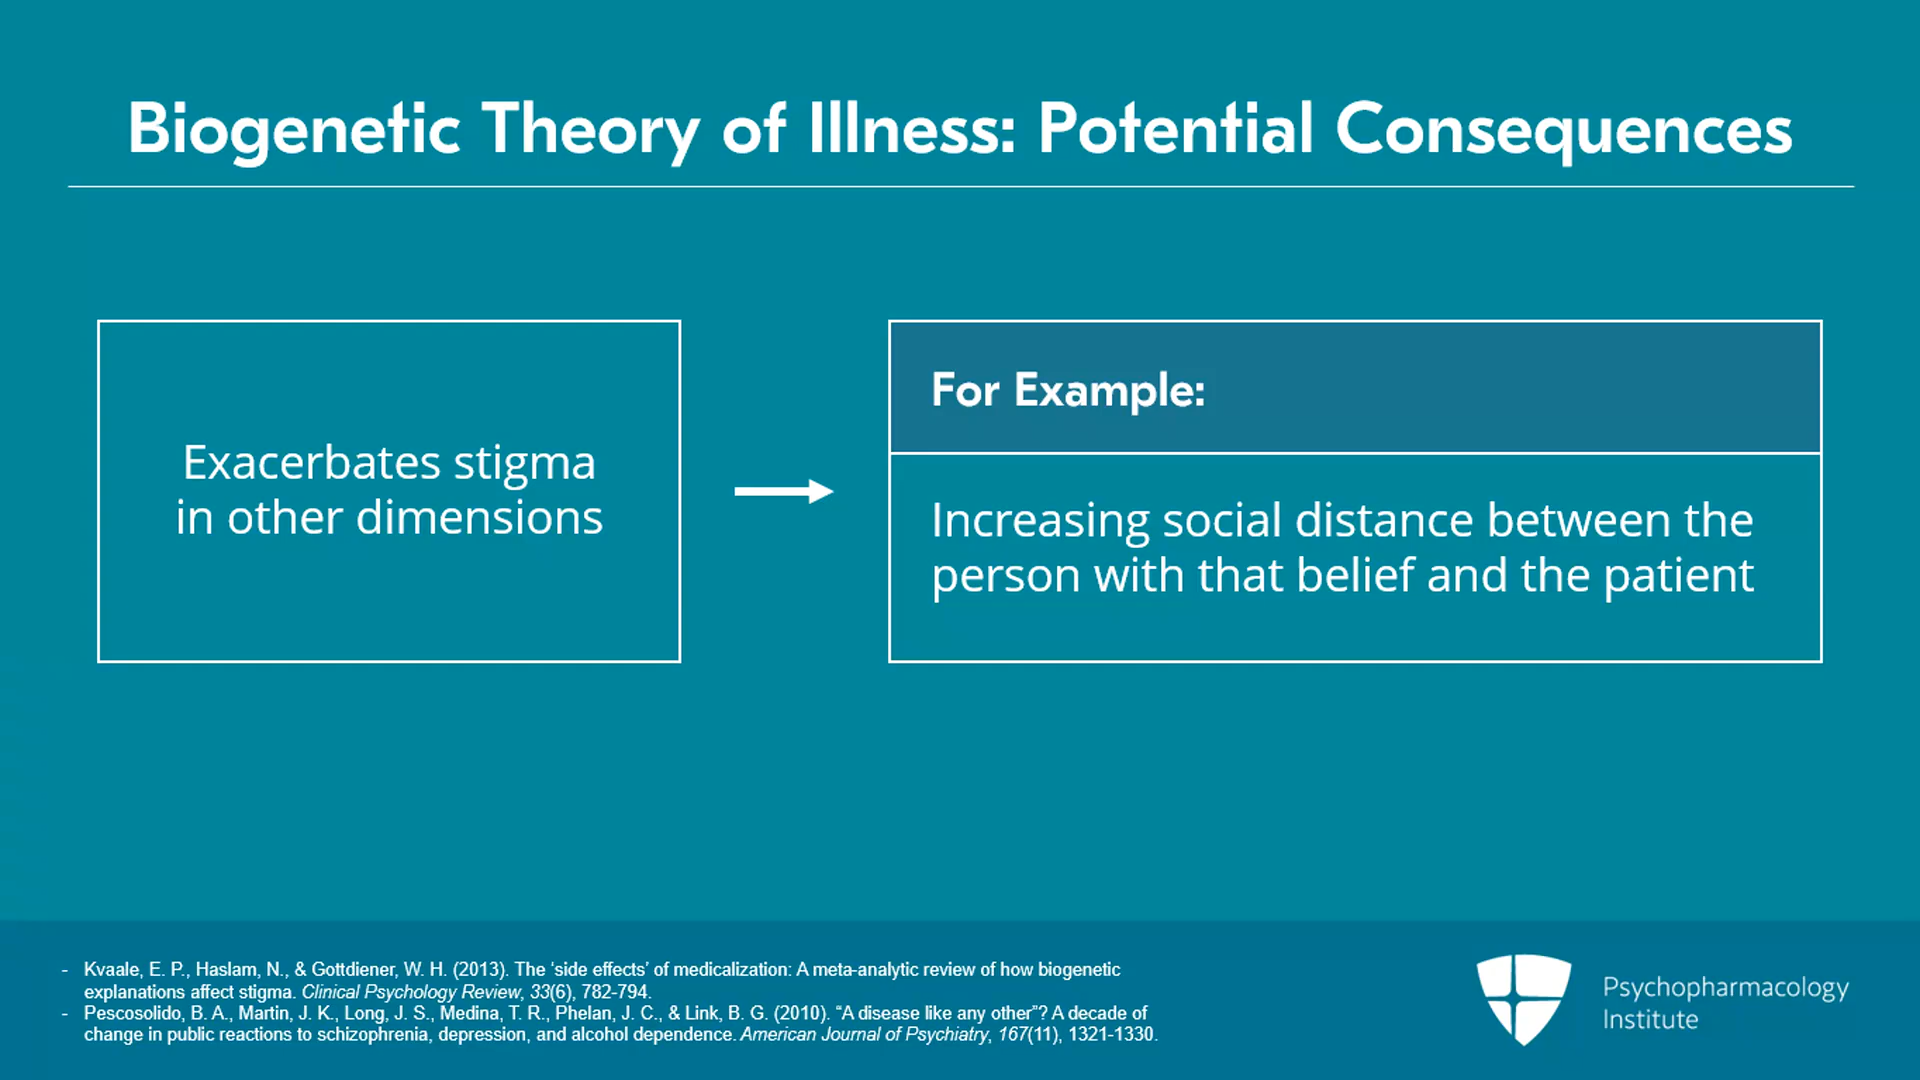 Biogenetic Theory of Illness: Potential Consequences
Exacerbates stigma
in other dimensions
For Example:
Increasing social distance between the
person with that belief and the patient
- Kvaale, E. P., Haslam, N., & Gottdiener, W. H. (2013). The ‘side effects’ of medicalization: A meta-analytic review of how biogenetic
explanations affect stigma. Clinical Psychology Review, 33(6), 782-794.
- Pescosolido, B. A., Martin, J. K., Long, J. S., Medina, T. R., Phelan, J. C., & Link, B. G. (2010). “A disease like any other”? A decade of
change in public reactions to schizophrenia, depression, and alcohol dependence. American Journal of Psychiatry, 167(11), 1321-1330.
Psychopharmacology
Institute